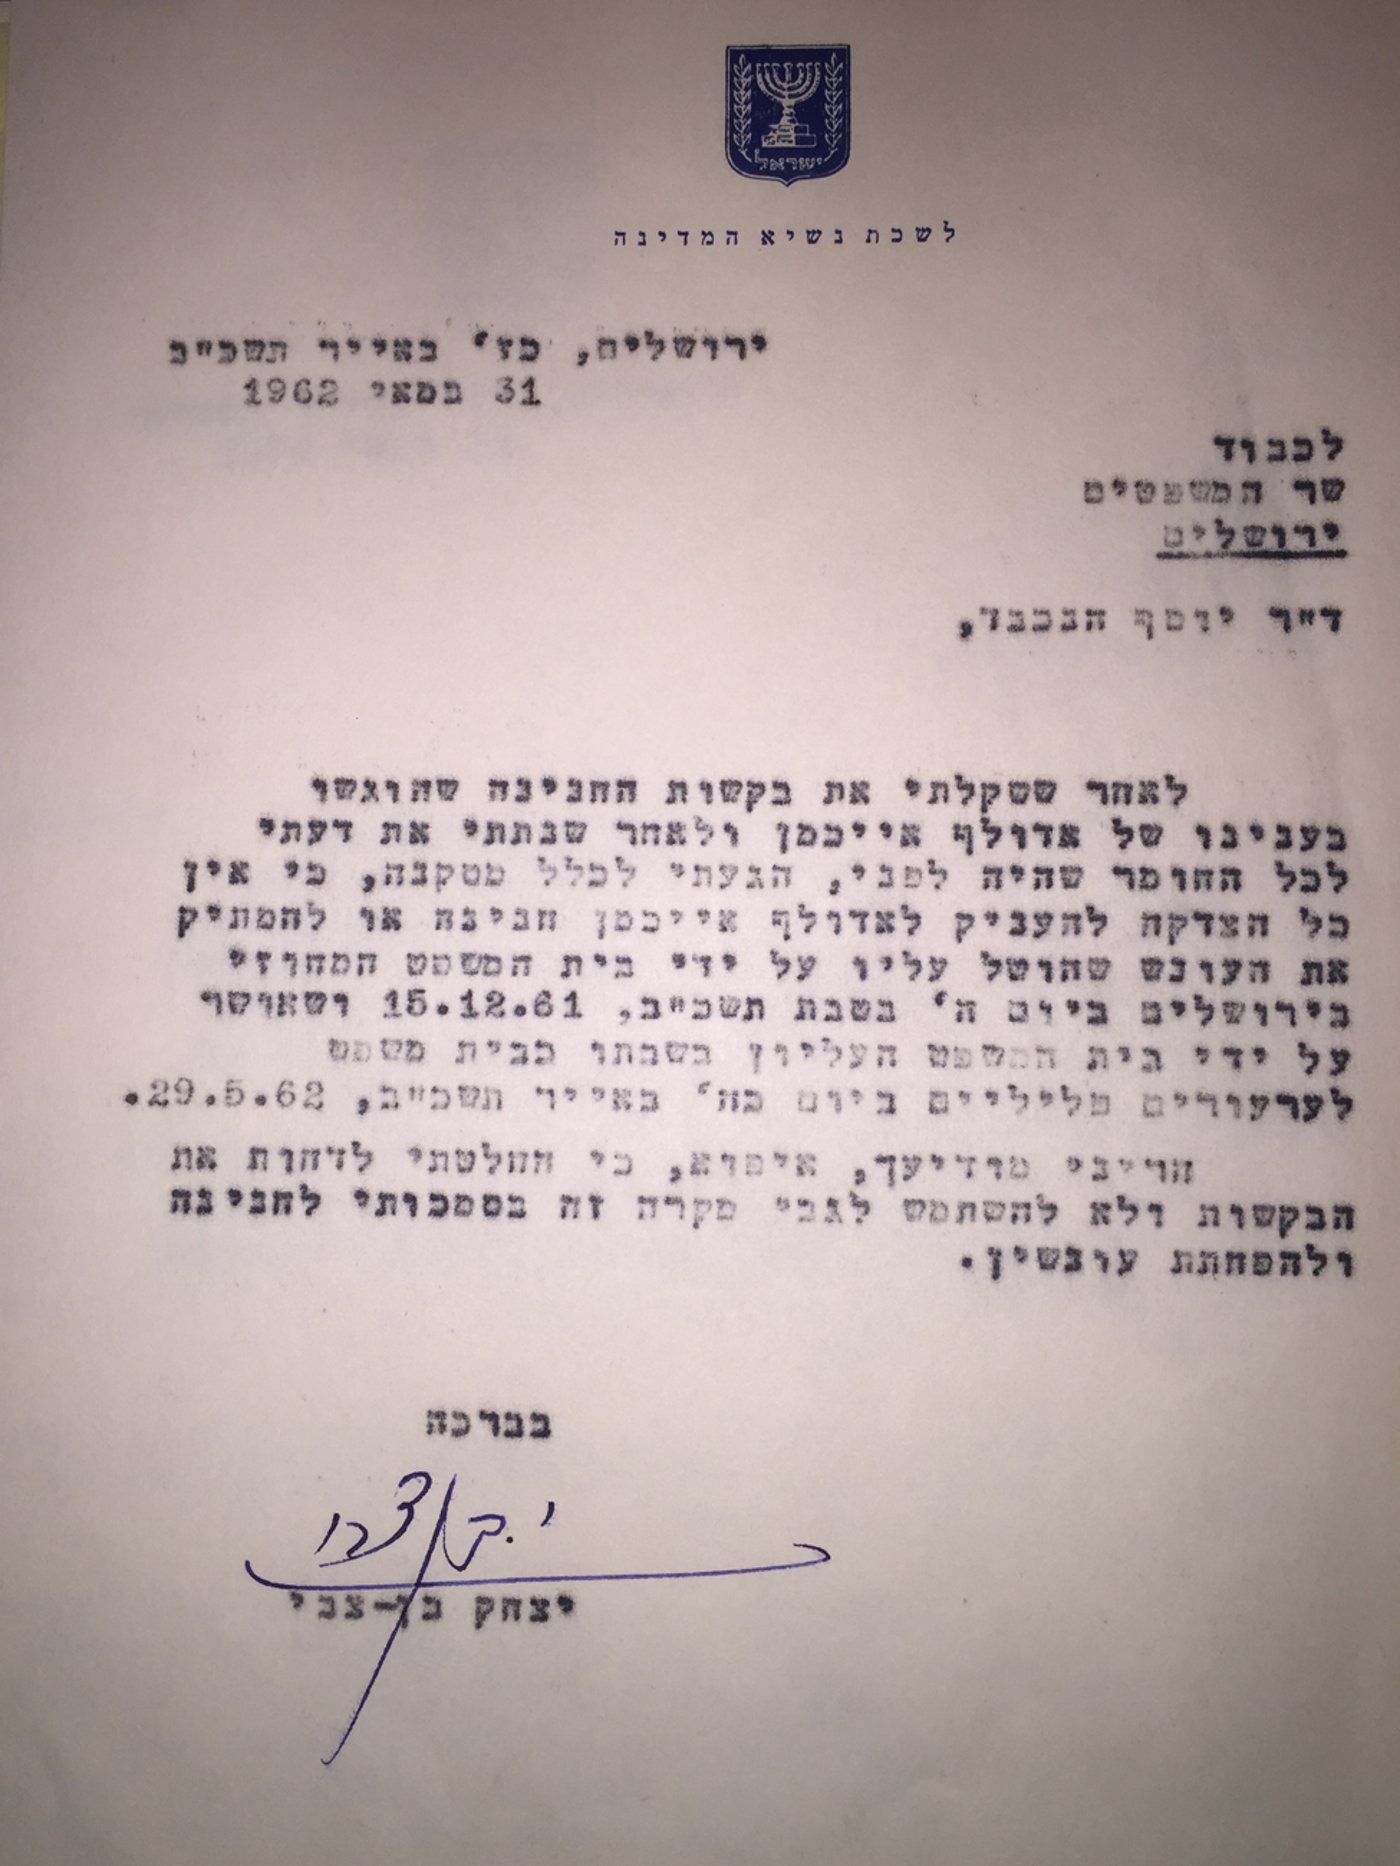 ישראל
לשכת נשיא המדינה
ירושלים, כז' באייר תשכ"ב
31 במאי 1962
לכבוד
שר המשפטים
ירושלים
ד"ר יוסף הנכבד,
לאחר ששקלתי את בקשות החנינה שהוגשו
בענינו של אדולף אייכמן ולאחר שנתתי את דעתי
לכל החומר שהיה לפני, הגעתי לכלל מסקנה, כי אין
כל הצדקה להעניק לאדולף אייכמן חנינה או להמתיק
את העונש שהוטל עליו על ידי בית המשפט המחוזי
בירושלים ביום ה' בטבת תשכ"ב, 15.12.61 ושאושר
על ידי בית המשפט העליון בשבתו כבית משפט
לערעורים פליליים ביום כה' באייר תשכ"ב, 29.5.62.
הריני מודיעך, איפוא, כי החלטתי לדחות את
הבקשות ולא להשתמש לגבי מקרה זה בסמכותי לחנינה
ולהפחתת עונשין.
בברכה
י. בן צבי
יצחק בן-צבי